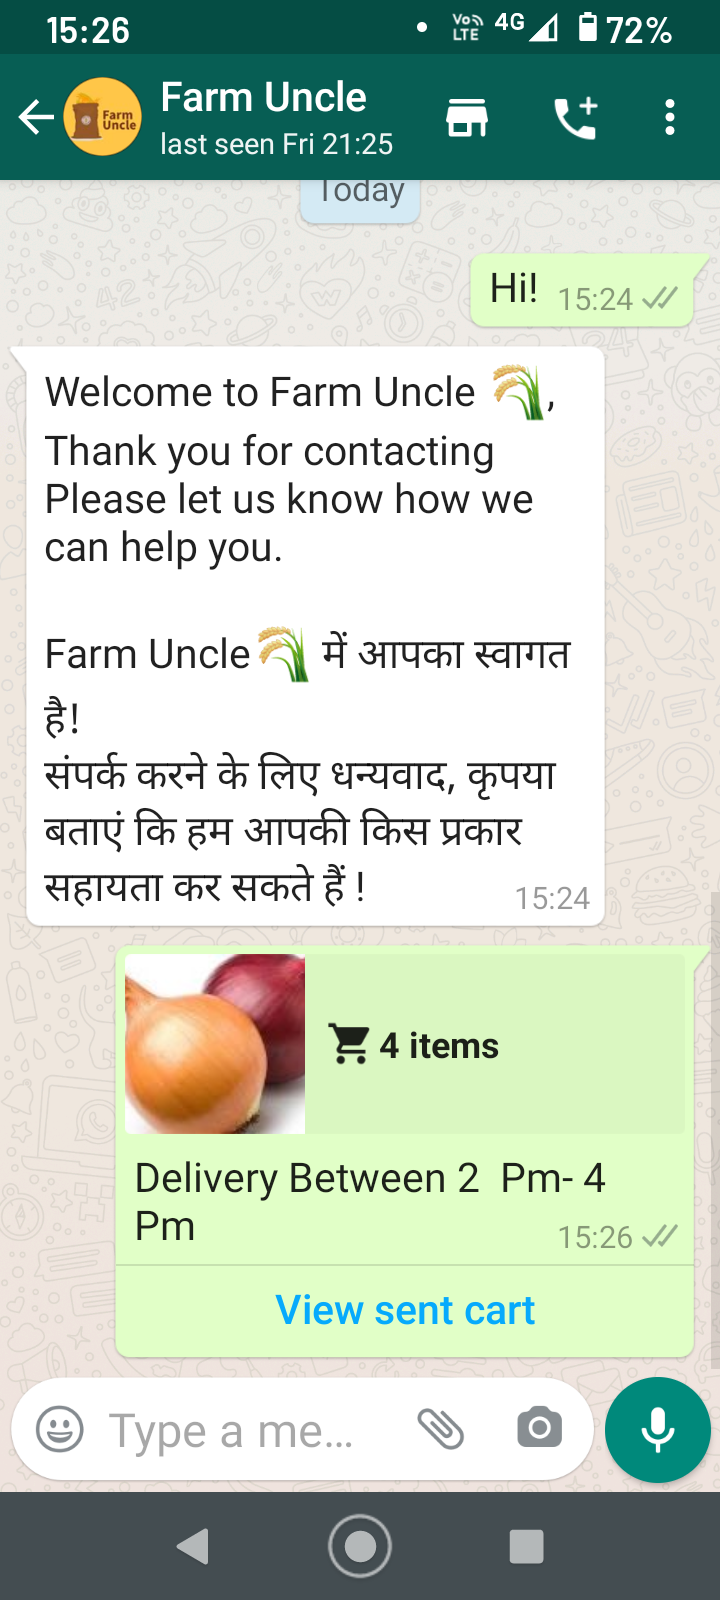 15:26 Vo LTE 4G 72%
Farm Uncle
Farm Uncle
last seen Fri 21:25
Today
Hi! 15:24
Welcome to Farm Uncle 🌾,
Thank you for contacting
Please let us know how we
can help you.
Farm Uncle🌾 में आपका स्वागत
है!
संपर्क करने के लिए धन्यवाद, कृपया
बताएं कि हम आपकी किस प्रकार
सहायता कर सकते हैं !
15:24
4 items
Delivery Between 2 Pm- 4
Pm
15:26
View sent cart
Type a me...